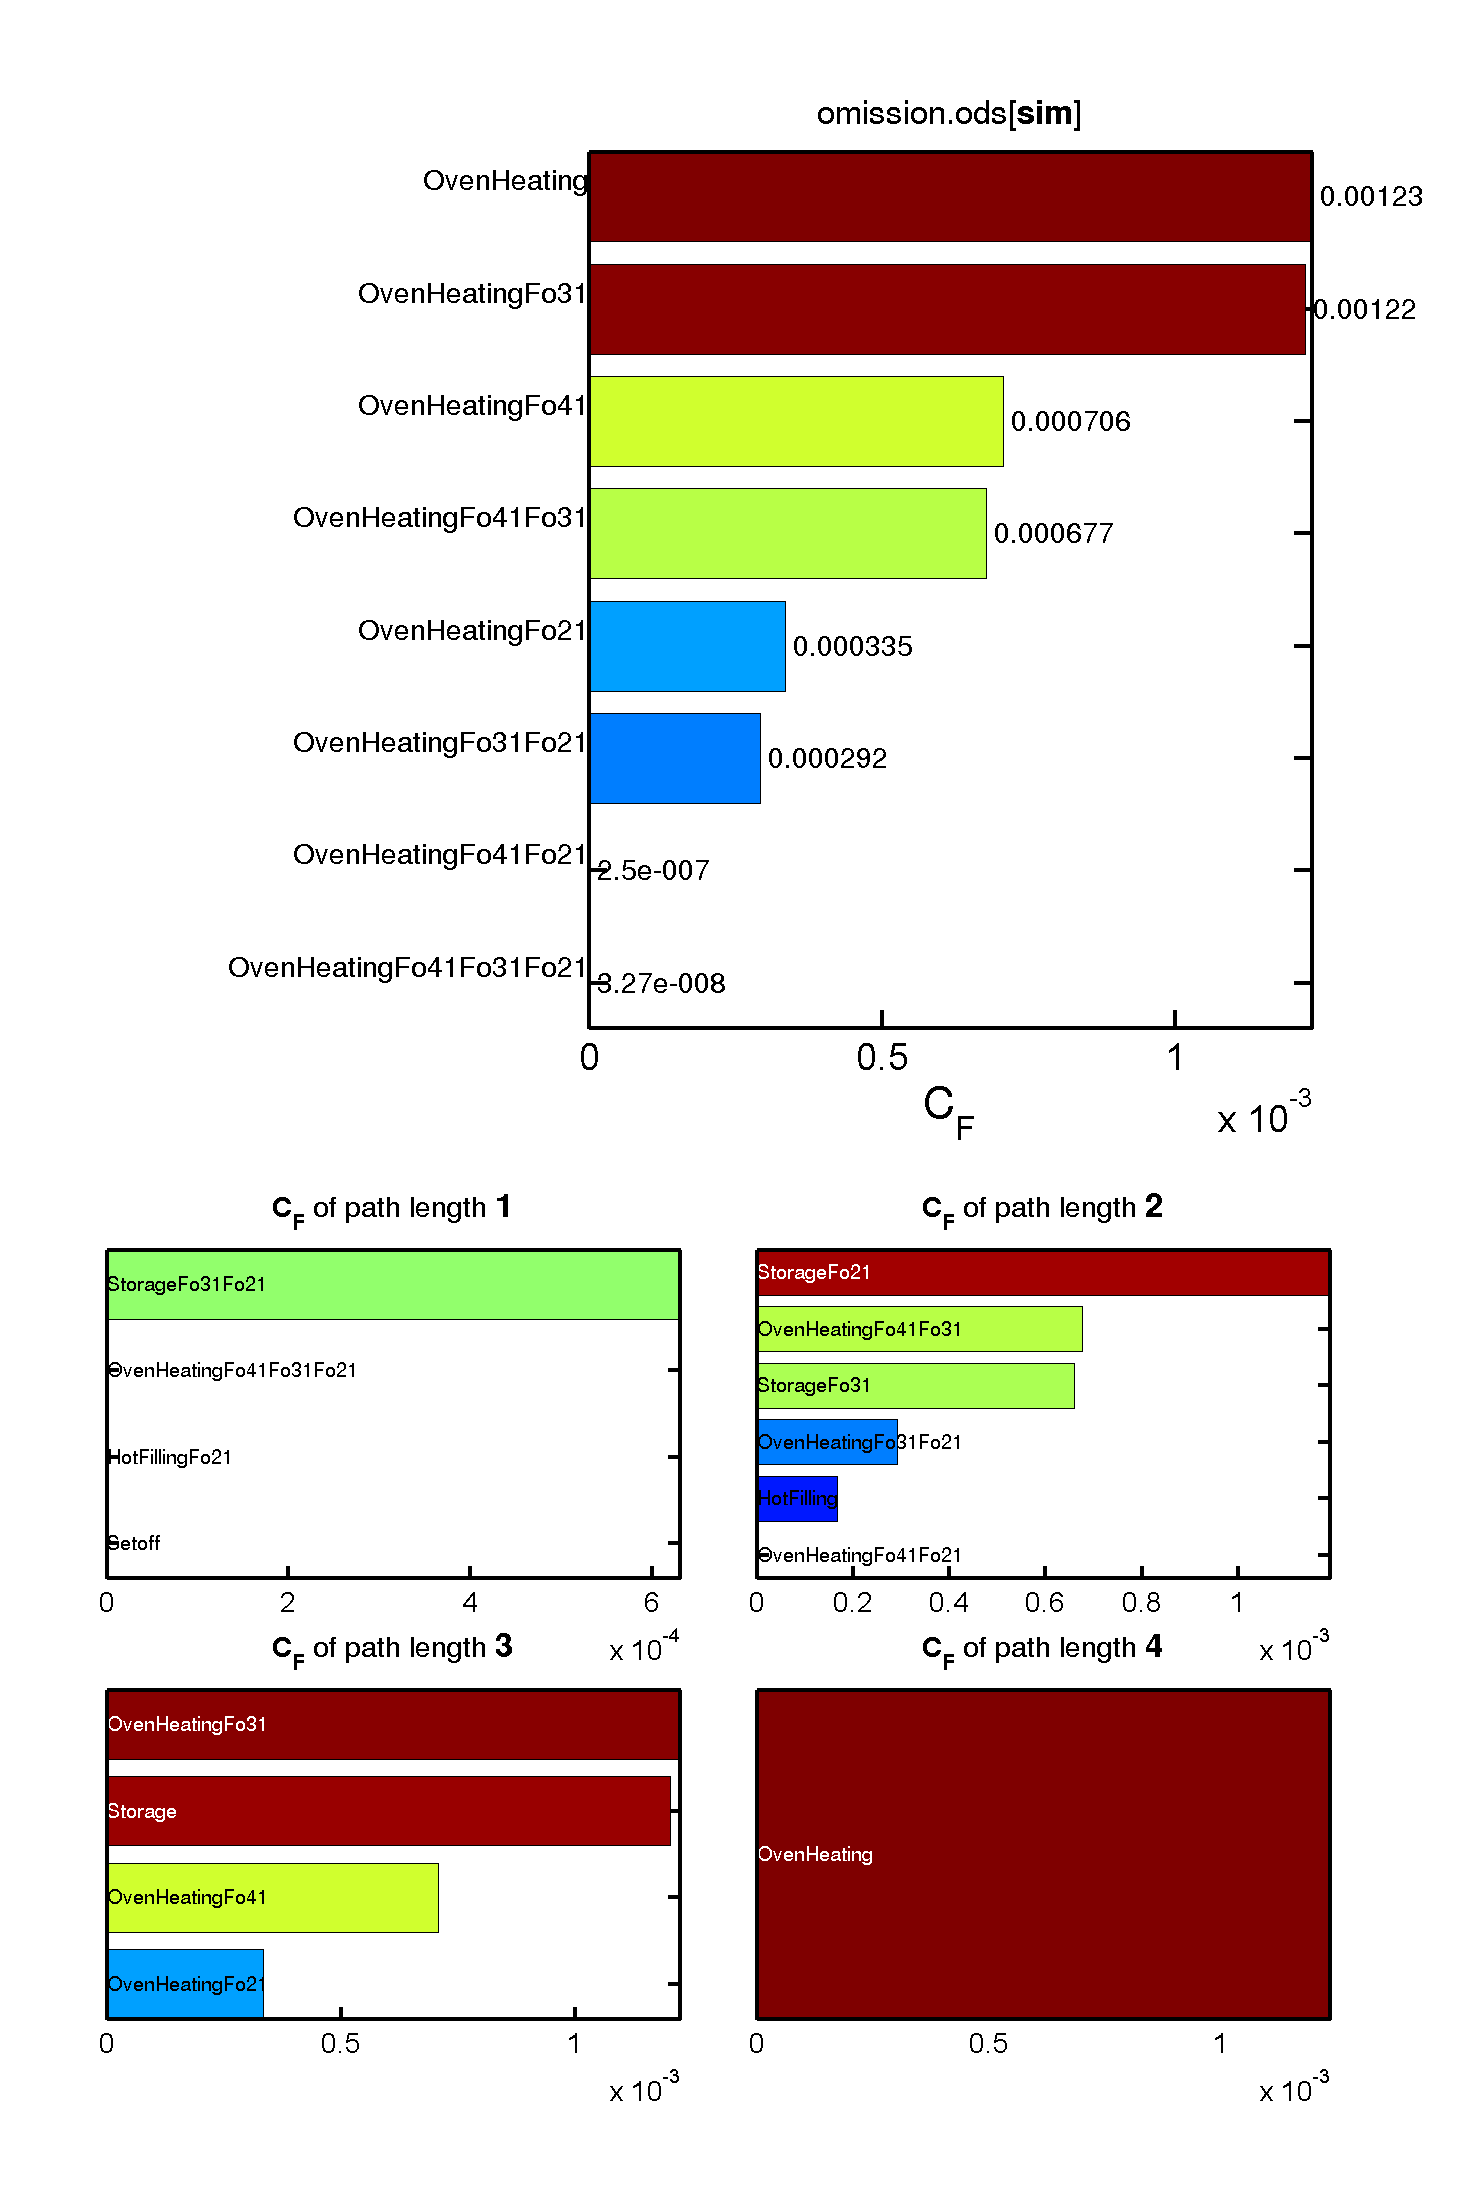 omission.ods[sim]
OvenHeating
0.00123
OvenHeatingFo31
0.00122
OvenHeatingFo41
0.000706
OvenHeatingFo41Fo31
0.000677
OvenHeatingFo21
0.000335
OvenHeatingFo31Fo21
0.000292
OvenHeatingFo41Fo21
2.5e-007
OvenHeatingFo41Fo31Fo21
3.27e-008
0 0.5 1
C_F
x 10^-3
C_F of path length 1
StorageFo31Fo21
OvenHeatingFo41Fo31Fo21
HotFillingFo21
Setoff
0 2 4 6
x 10^-4
C_F of path length 2
StorageFo21
OvenHeatingFo41Fo31
StorageFo31
OvenHeatingFo31Fo21
HotFilling
OvenHeatingFo41Fo21
0 0.2 0.4 0.6 0.8 1
x 10^-3
C_F of path length 3
OvenHeatingFo31
Storage
OvenHeatingFo41
OvenHeatingFo21
0 0.5 1
x 10^-3
C_F of path length 4
OvenHeating
0 0.5 1
x 10^-3